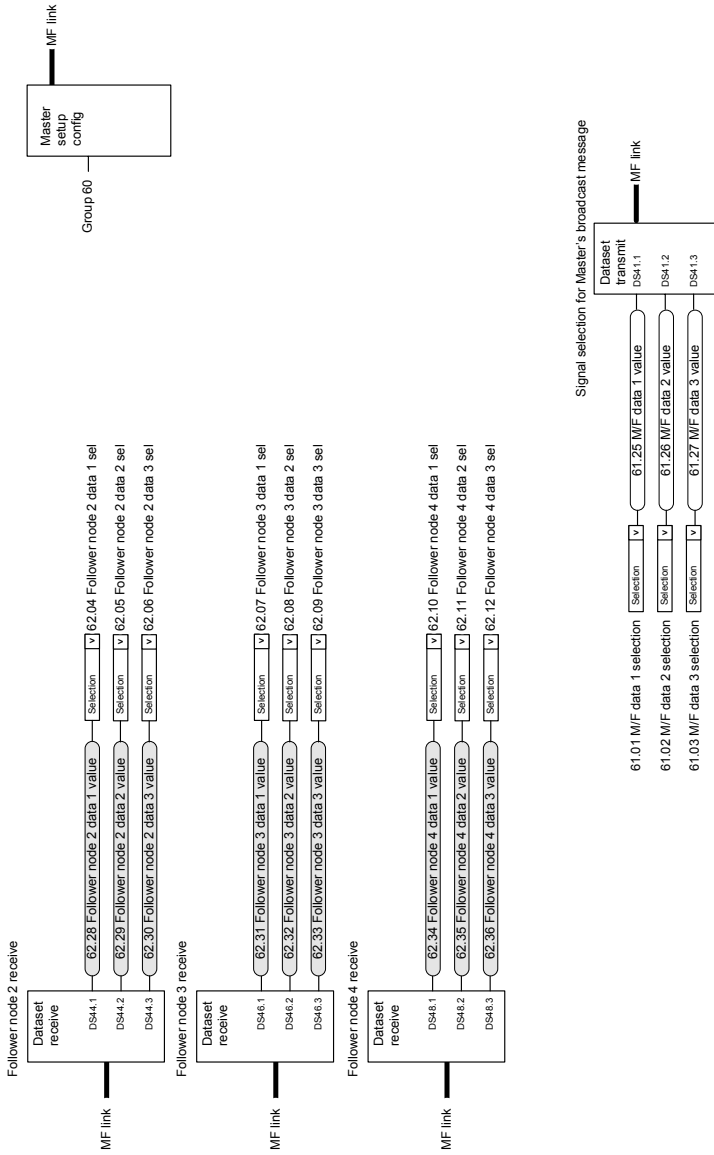 Follower node 2 receive
Dataset
receive
MF link
DS44.1
62.28 Follower node 2 data 1 value
Selection
v
62.04 Follower node 2 data 1 sel
DS44.2
62.29 Follower node 2 data 2 value
Selection
v
62.05 Follower node 2 data 2 sel
DS44.3
62.30 Follower node 2 data 3 value
Selection
v
62.06 Follower node 2 data 3 sel
Master
setup
config
Group 60
MF link
Follower node 3 receive
Dataset
receive
MF link
DS46.1
62.31 Follower node 3 data 1 value
Selection
v
62.07 Follower node 3 data 1 sel
DS46.2
62.32 Follower node 3 data 2 value
Selection
v
62.08 Follower node 3 data 2 sel
DS46.3
62.33 Follower node 3 data 3 value
Selection
v
62.09 Follower node 3 data 3 sel
Follower node 4 receive
Dataset
receive
MF link
DS48.1
62.34 Follower node 4 data 1 value
Selection
v
62.10 Follower node 4 data 1 sel
DS48.2
62.35 Follower node 4 data 2 value
Selection
v
62.11 Follower node 4 data 2 sel
DS48.3
62.36 Follower node 4 data 3 value
Selection
v
62.12 Follower node 4 data 3 sel
Signal selection for Master's broadcast message
Dataset
transmit
61.01 M/F data 1 selection
Selection
v
61.25 M/F data 1 value
DS41.1
MF link
61.02 M/F data 2 selection
Selection
v
61.26 M/F data 2 value
DS41.2
61.03 M/F data 3 selection
Selection
v
61.27 M/F data 3 value
DS41.3